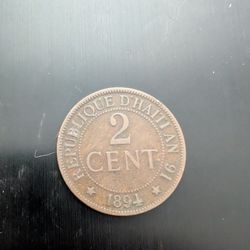 REPUBLIQUE D'HAITI AN 91
2
CENT.
1894